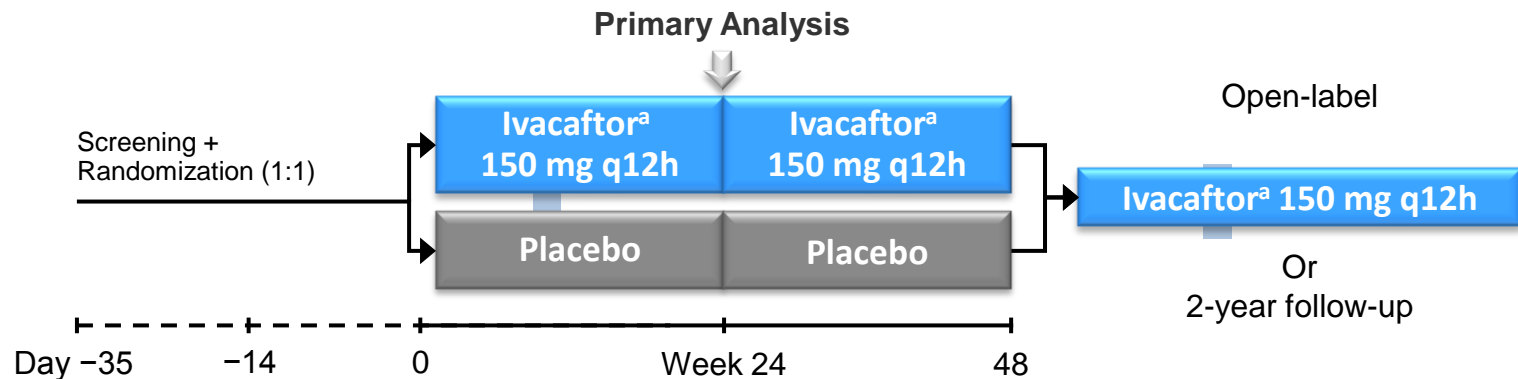 Primary Analysis
Screening +
Randomization (1:1)
Ivacaftorᵃ
150 mg q12h
Ivacaftorᵃ
150 mg q12h
Placebo
Placebo
Open-label
Ivacaftorᵃ 150 mg q12h
Or
2-year follow-up
Day −35
−14
0
Week 24
48